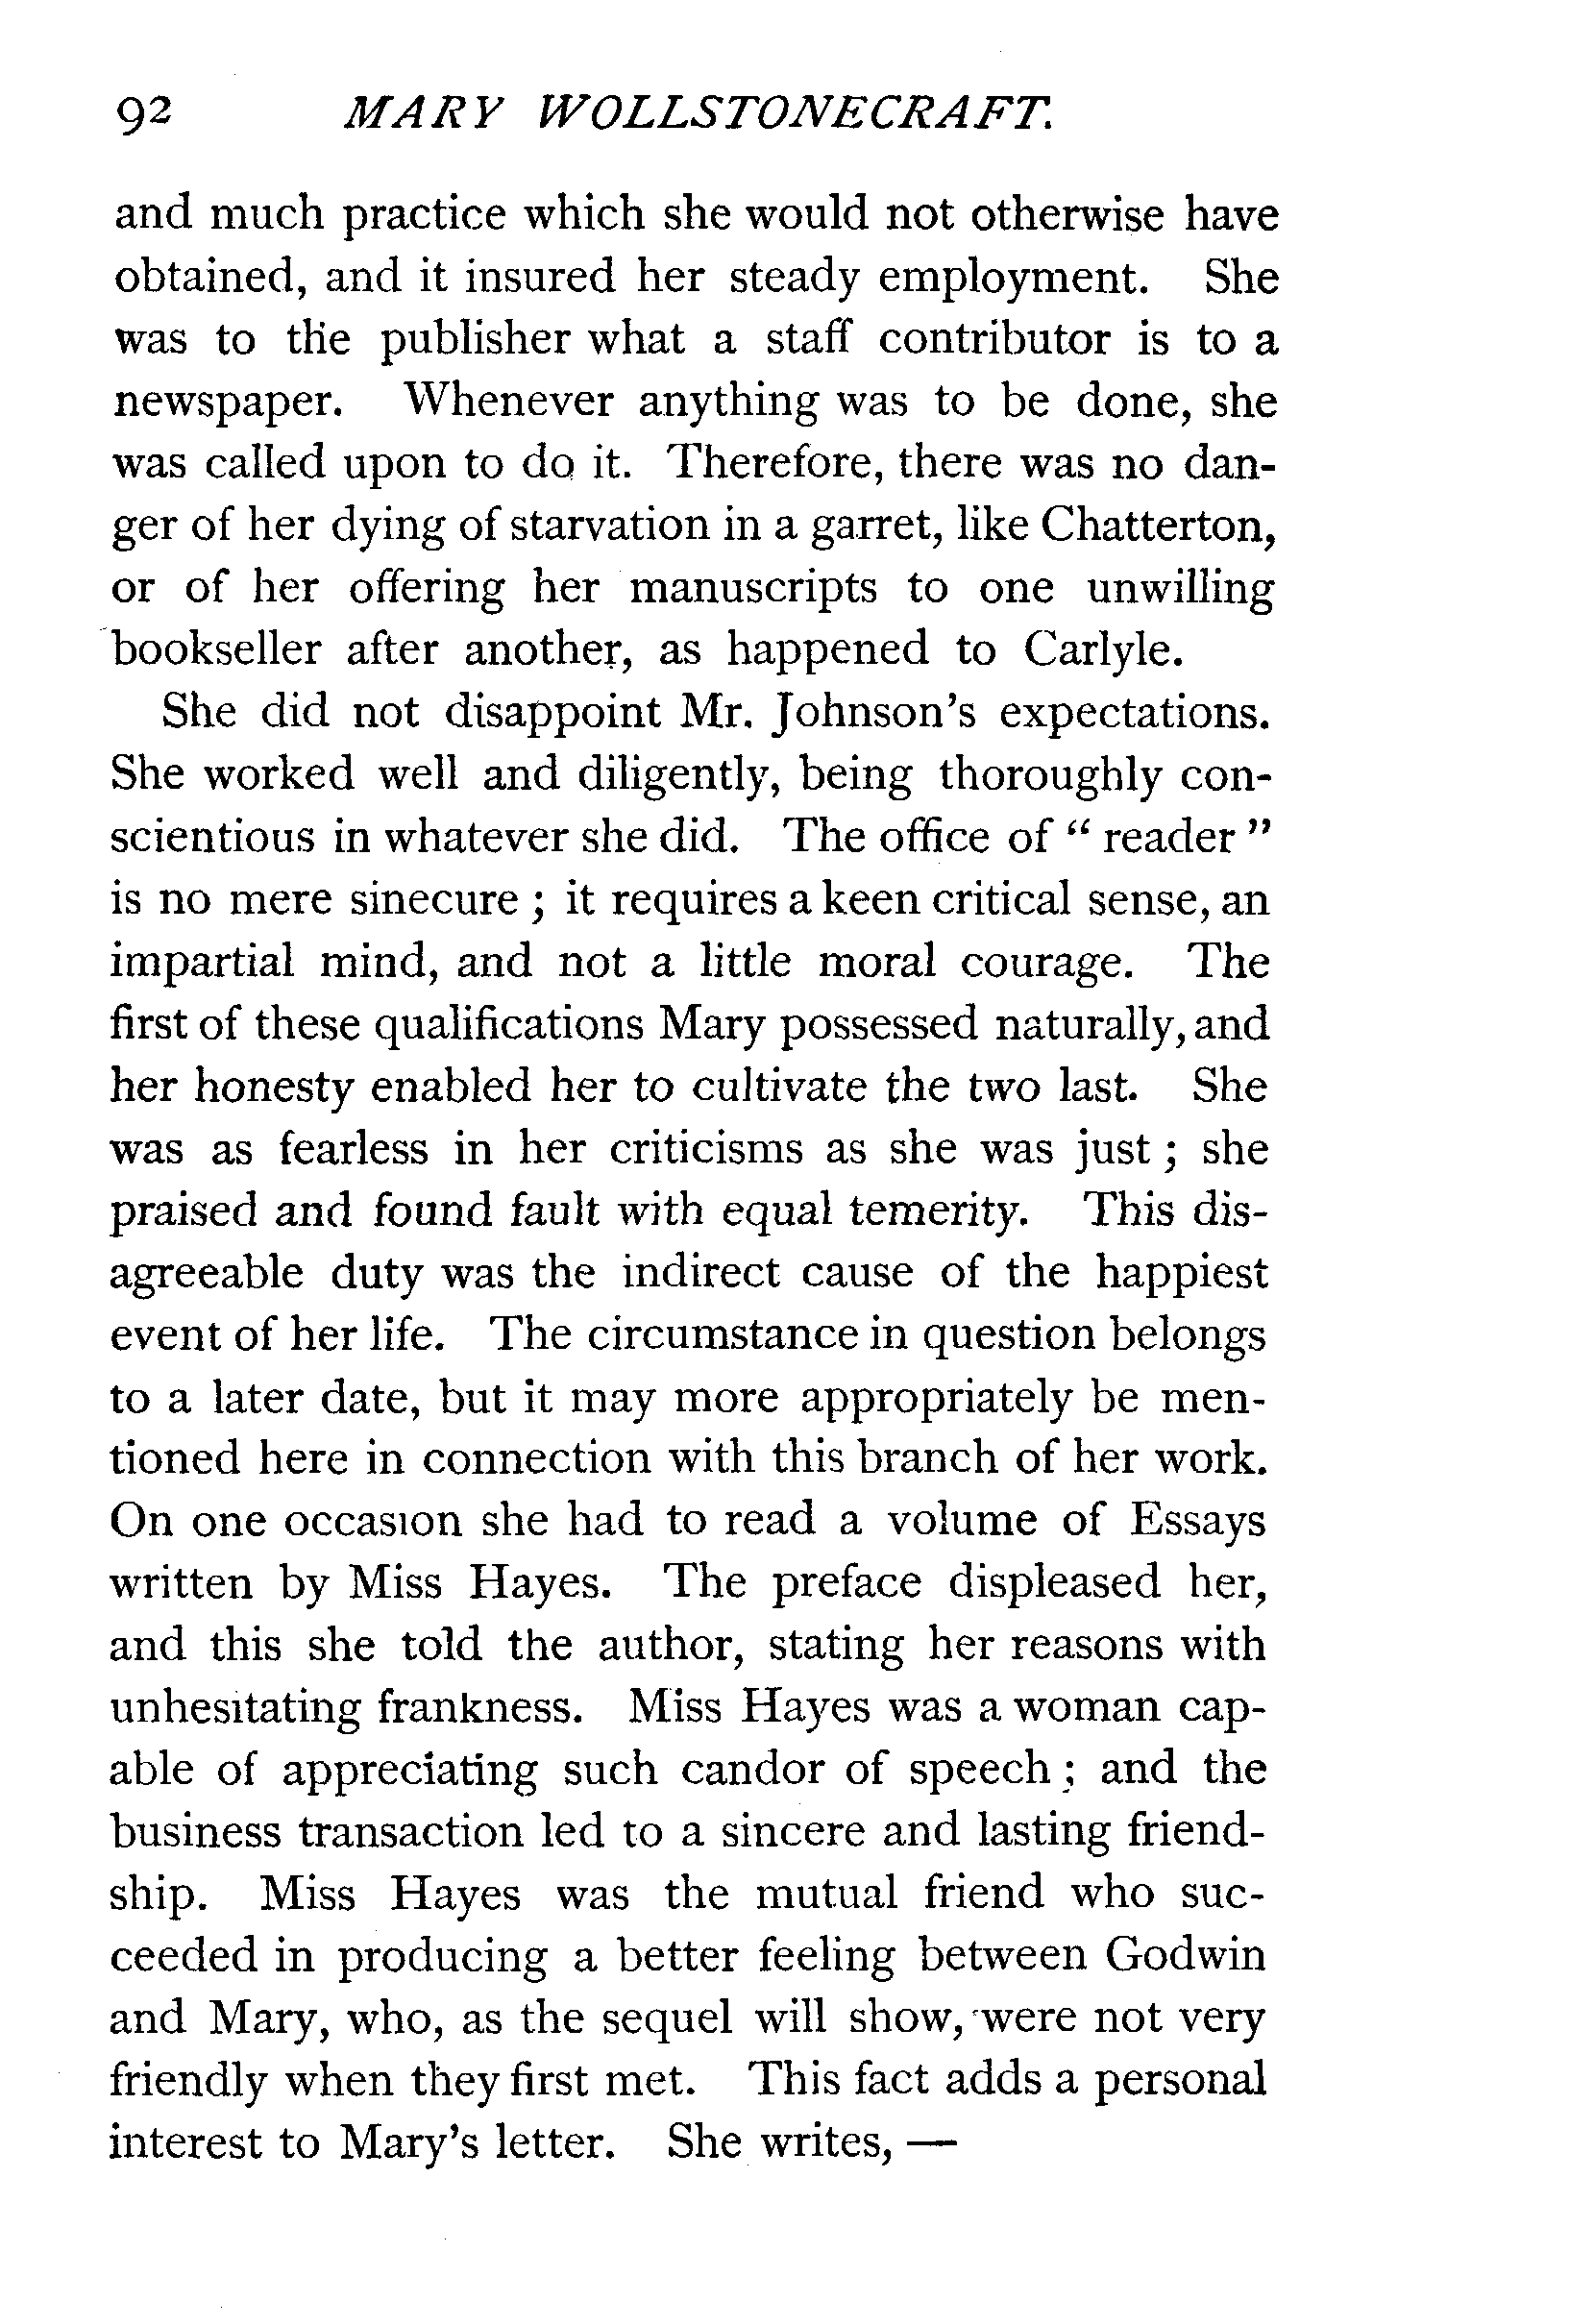 92 MARY WOLLSTONECRAFT.
and much practice which she would not otherwise have
obtained, and it insured her steady employment. She
was to the publisher what a staff contributor is to a
newspaper. Whenever anything was to be done, she
was called upon to do it. Therefore, there was no dan-
ger of her dying of starvation in a garret, like Chatterton,
or of her offering her manuscripts to one unwilling
bookseller after another, as happened to Carlyle.
She did not disappoint Mr. Johnson's expectations.
She worked well and diligently, being thoroughly con-
scientious in whatever she did. The office of " reader "
is no mere sinecure ; it requires a keen critical sense, an
impartial mind, and not a little moral courage. The
first of these qualifications Mary possessed naturally, and
her honesty enabled her to cultivate the two last. She
was as fearless in her criticisms as she was just ; she
praised and found fault with equal temerity. This dis-
agreeable duty was the indirect cause of the happiest
event of her life. The circumstance in question belongs
to a later date, but it may more appropriately be men-
tioned here in connection with this branch of her work.
On one occasion she had to read a volume of Essays
written by Miss Hayes. The preface displeased her,
and this she told the author, stating her reasons with
unhesitating frankness. Miss Hayes was a woman cap-
able of appreciating such candor of speech ; and the
business transaction led to a sincere and lasting friend-
ship. Miss Hayes was the mutual friend who suc-
ceeded in producing a better feeling between Godwin
and Mary, who, as the sequel will show, were not very
friendly when they first met. This fact adds a personal
interest to Mary's letter. She writes, —